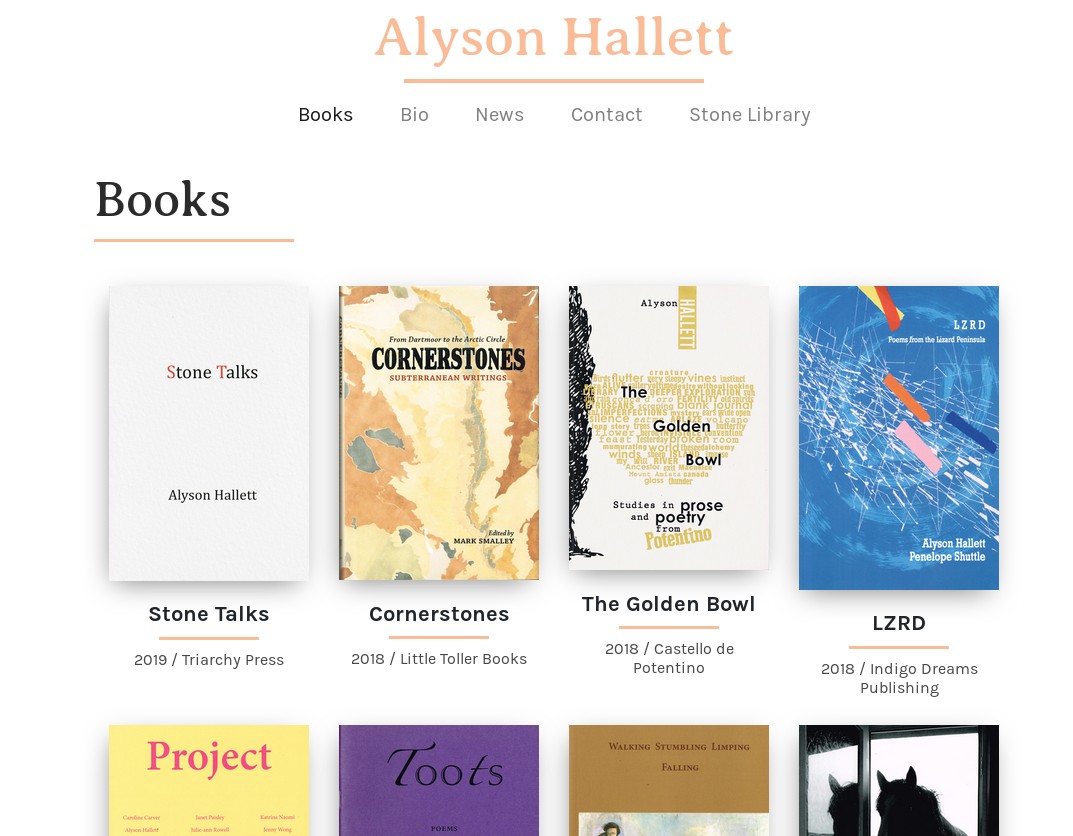 Alyson Hallett
Books Bio News Contact Stone Library
Books
Stone Talks
Alyson Hallett
From Dartmoor to the Arctic Circle
CORNERSTONES
SUBTERRANEAN WRITINGS
Edited by
MARK SMALLEY
Alyson
HALLETT
creature
The
Golden
Bowl
glass thunder
Studies in prose
and poetry
from
Potentino
LZRD
Poems from the Lizard Peninsula
Alyson Hallett
Penelope Shuttle
Stone Talks
2019 / Triarchy Press
Cornerstones
2018 / Little Toller Books
The Golden Bowl
2018 / Castello de
Potentino
LZRD
2018 / Indigo Dreams
Publishing
Project
Caroline Carver Janet Paisley Katrina Naomi
Alyson Hallett Julie-ann Rowell Jenny Wong
Toots
POEMS
Walking Stumbling Limping
Falling